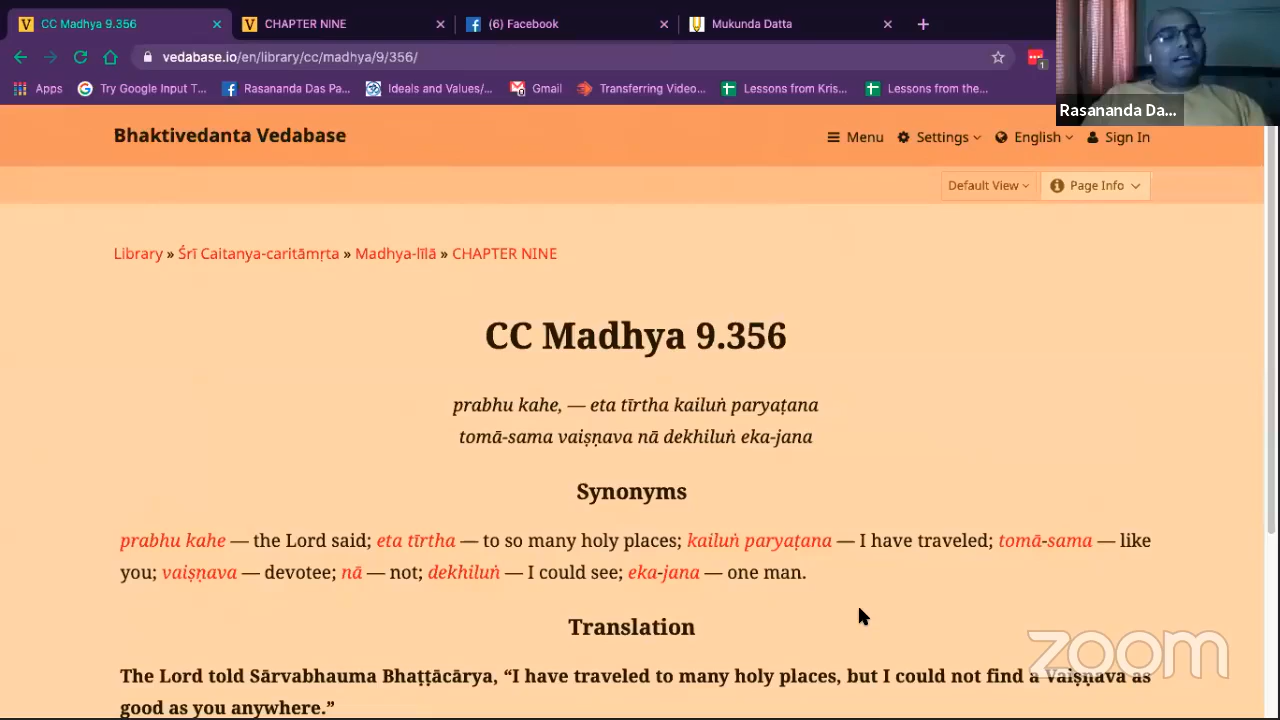 CC Madhya 9.356
CHAPTER NINE
(6) Facebook
Mukunda Datta
vedabase.io/en/library/cc/madhya/9/356/
Apps
Try Google Input T...
Rasananda Das Pa...
Ideals and Values/...
Gmail
Transferring Video...
Lessons from Kris...
Lessons from the...
1
Rasananda Da...
Bhaktivedanta Vedabase
Menu
Settings
English
Sign In
Default View
Page Info
Library » Śrī Caitanya-caritāmṛta » Madhya-līlā » CHAPTER NINE
CC Madhya 9.356
prabhu kahe, — eta tīrtha kailuṅ paryaṭana
tomā-sama vaiṣṇava nā dekhiluṅ eka-jana
Synonyms
prabhu kahe — the Lord said; eta tīrtha — to so many holy places; kailuṅ paryaṭana — I have traveled; tomā-sama — like
you; vaiṣṇava — devotee; nā — not; dekhiluṅ — I could see; eka-jana — one man.
Translation
The Lord told Sārvabhauma Bhaṭṭācārya, “I have traveled to many holy places, but I could not find a Vaiṣṇava as
good as you anywhere.”
zoom